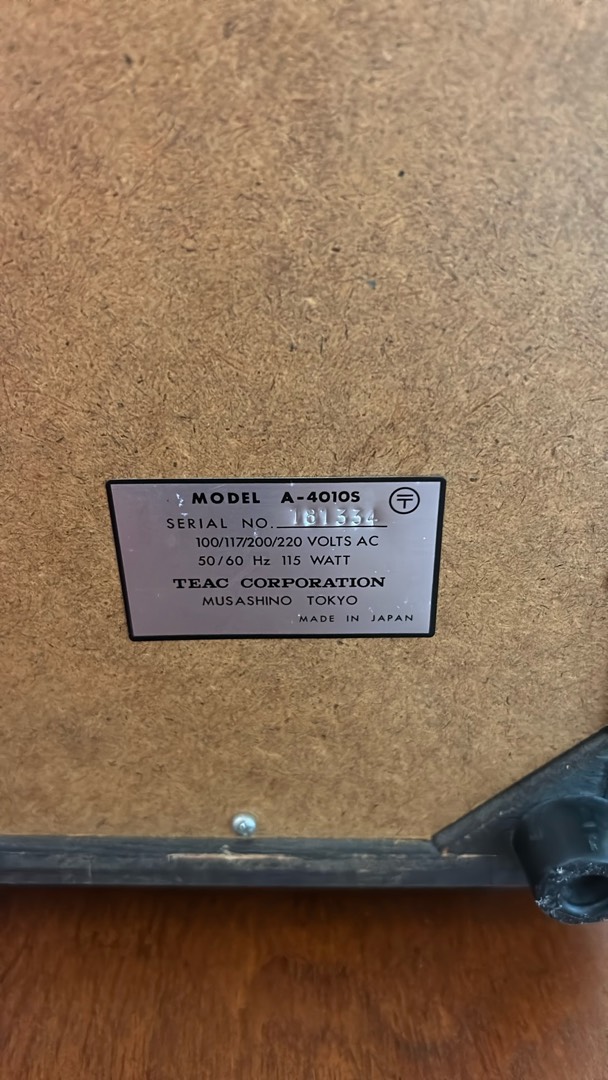 MODEL A-4010S
SERIAL NO. 161334
100/117/200/220 VOLTS AC
50/60 Hz 115 WATT
TEAC CORPORATION
MUSASHINO TOKYO
MADE IN JAPAN